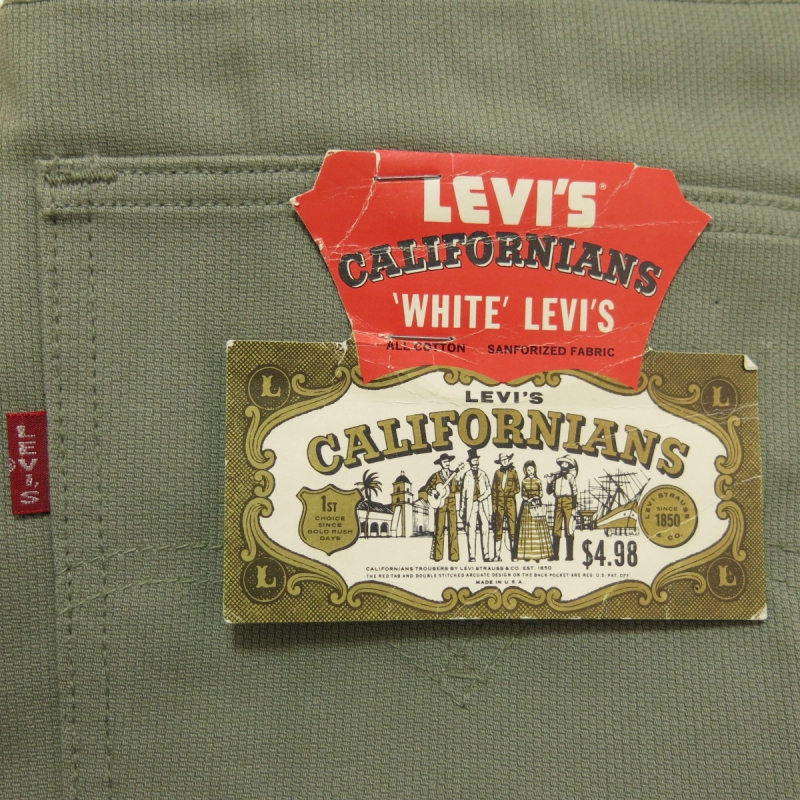 LEVI'S®
CALIFORNIANS
'WHITE' LEVI'S
ALL COTTON SANFORIZED FABRIC
L
L
LEVI'S
CALIFORNIANS
1ST
CHOICE
SINCE
GOLD RUSH
DAYS
LEVI STRAUSS
SINCE
1850
& CO.
$4.98
CALIFORNIANS TROUSERS BY LEVI STRAUSS & CO. EST. 1850
THE RED TAB AND DOUBLE STITCHED ARCUATE DESIGN ON THE BACK POCKET ARE REG. U.S. PAT. OFF.
MADE IN U.S.A.
L
L
LEVI'S
®